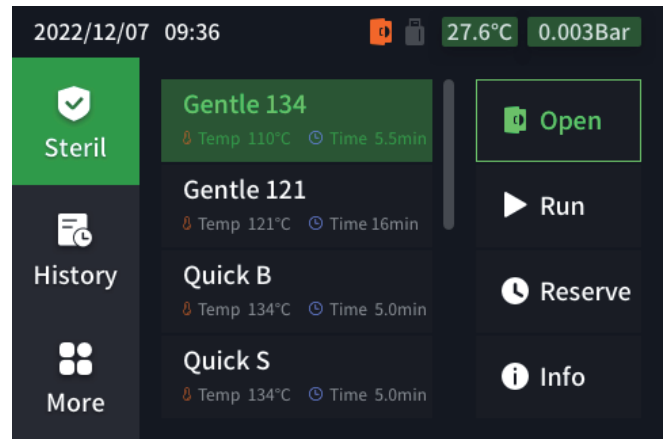 2022/12/07 09:36 27.6°C 0.003Bar
Steril
History
More
Gentle 134
Temp 110°C Time 5.5min
Gentle 121
Temp 121°C Time 16min
Quick B
Temp 134°C Time 5.0min
Quick S
Temp 134°C Time 5.0min
Open
Run
Reserve
Info